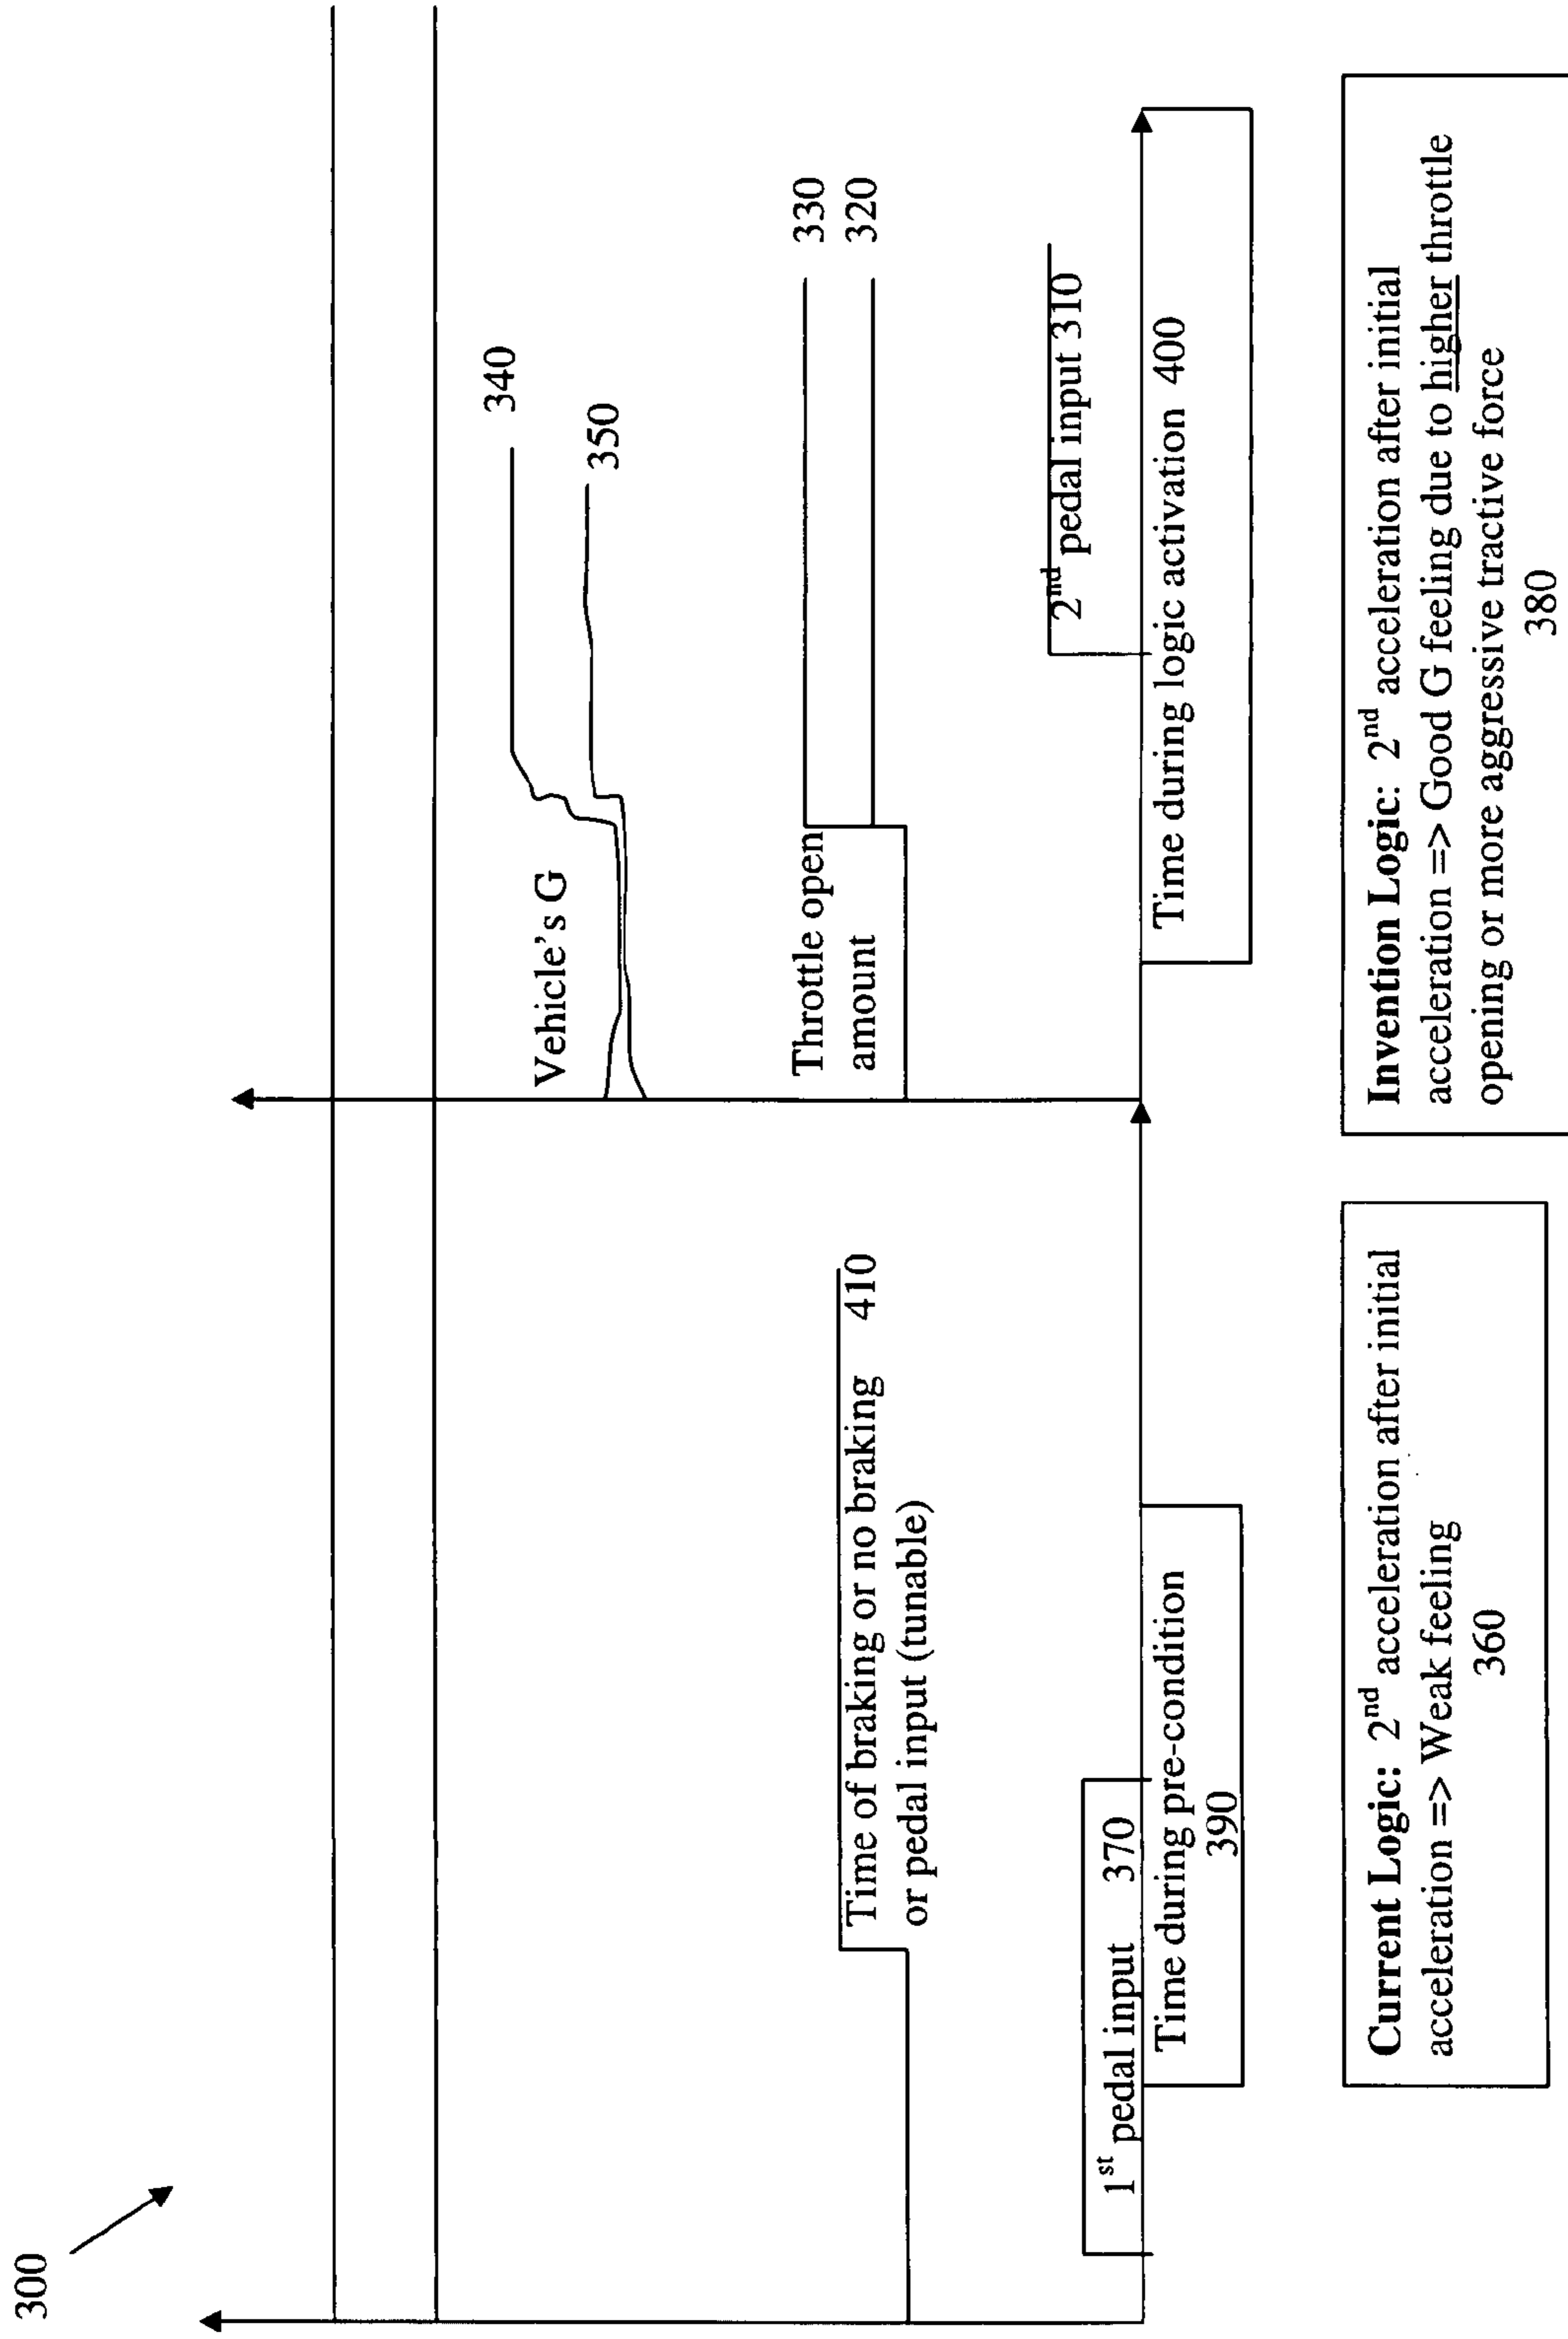 300
340
Vehicle's G
350
Throttle open
amount
330
320
Time of braking or no braking 410
or pedal input (tunable)
1st pedal input 370
2nd pedal input 310
Time during pre-condition
390
Time during logic activation 400
Current Logic: 2nd acceleration after initial
acceleration => Weak feeling
360
Invention Logic: 2nd acceleration after initial
acceleration => Good G feeling due to higher throttle
opening or more aggressive tractive force
380